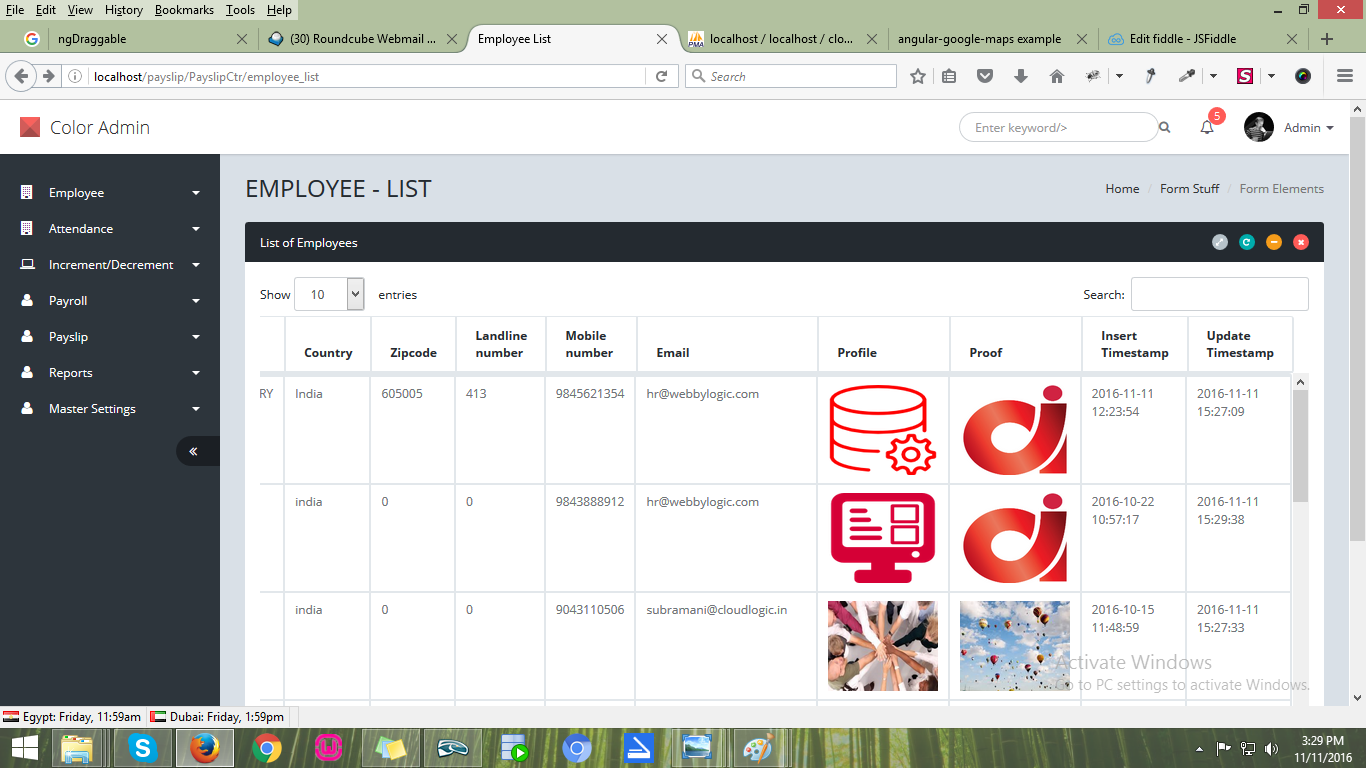 File Edit View History Bookmarks Tools Help
ngDraggable
(30) Roundcube Webmail ...
Employee List
localhost / localhost / clo...
angular-google-maps example
Edit fiddle - JSFiddle
localhost/payslip/PayslipCtr/employee_list
Search
Color Admin
Enter keyword/>
5
Admin
Employee
Attendance
Increment/Decrement
Payroll
Payslip
Reports
Master Settings
EMPLOYEE - LIST
Home / Form Stuff / Form Elements
List of Employees
Show 10 entries
Search:
Country Zipcode Landline number Mobile number Email Profile Proof Insert Timestamp Update Timestamp
RY India 605005 413 9845621354 hr@webbylogic.com 2016-11-11 12:23:54 2016-11-11 15:27:09
india 0 0 9843888912 hr@webbylogic.com 2016-10-22 10:57:17 2016-11-11 15:29:38
india 0 0 9043110506 subramani@cloudlogic.in 2016-10-15 11:48:59 2016-11-11 15:27:33
Activate Windows
Go to PC settings to activate Windows.
Egypt: Friday, 11:59am
Dubai: Friday, 1:59pm
3:29 PM
11/11/2016